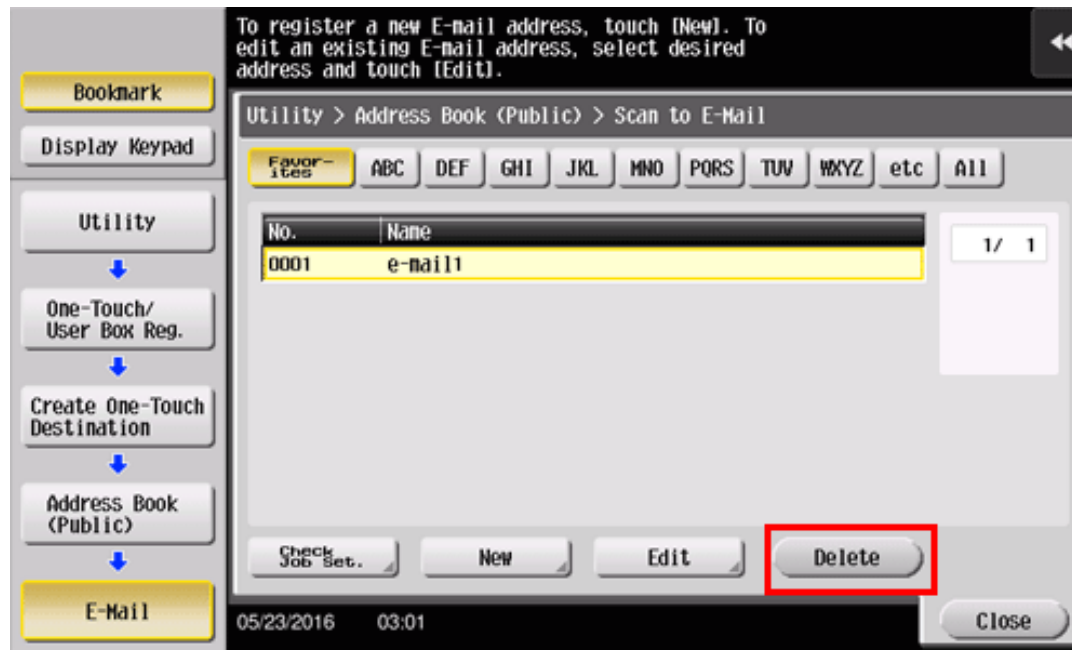 To register a new E-mail address, touch [New]. To
edit an existing E-mail address, select desired
address and touch [Edit].
Bookmark
Display Keypad
Utility
One-Touch/
User Box Reg.
Create One-Touch
Destination
Address Book
(Public)
E-Mail
Utility > Address Book (Public) > Scan to E-Mail
Favor-
ites
ABC DEF GHI JKL MNO PQRS TUV WXYZ etc All
No. Name
0001 e-mail1
1/ 1
Check
Job Set.
New Edit Delete
05/23/2016 03:01
Close